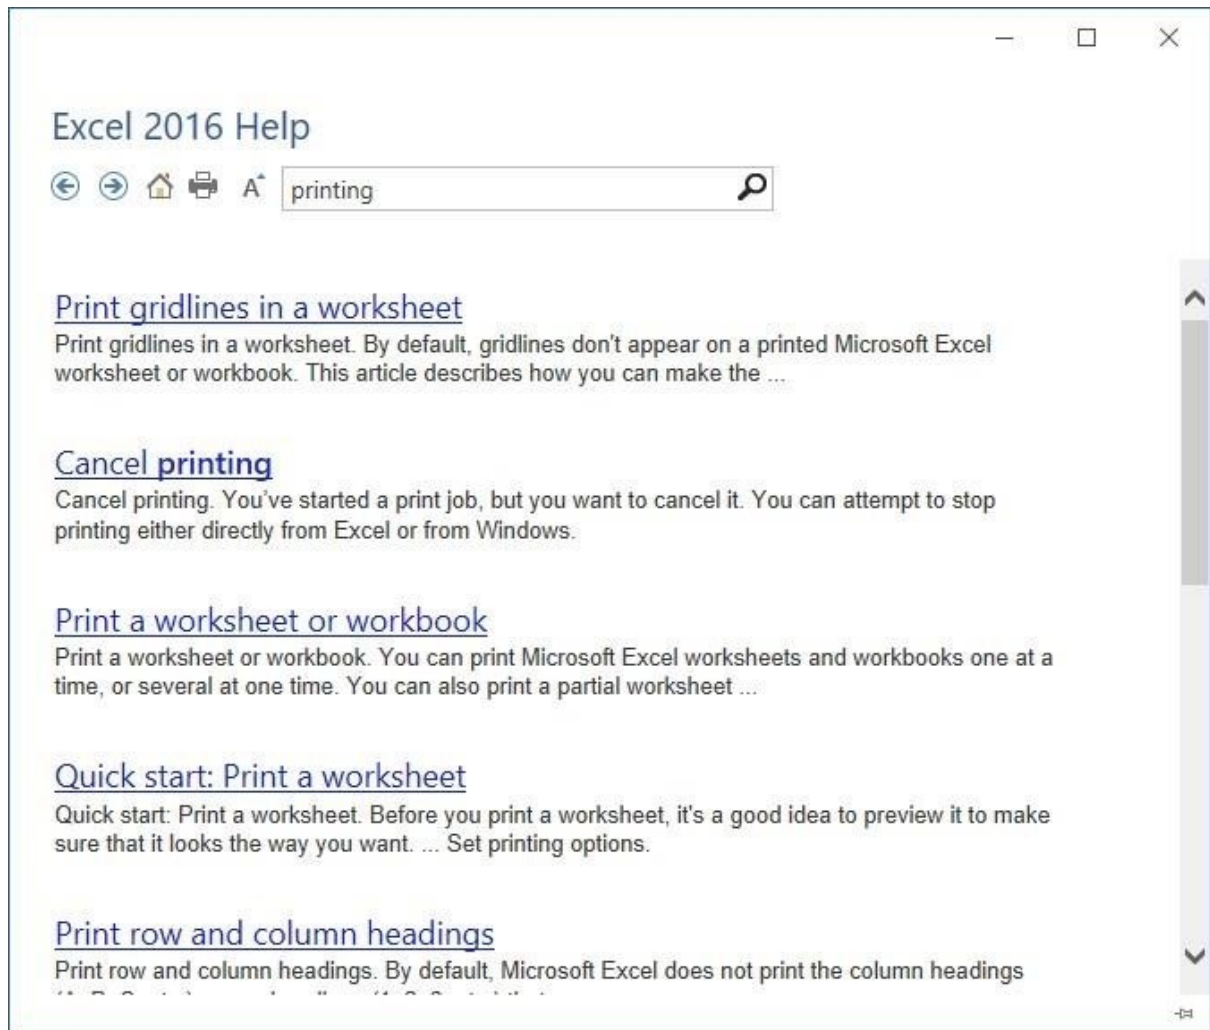 Excel 2016 Help
A printing
Print gridlines in a worksheet
Print gridlines in a worksheet. By default, gridlines don't appear on a printed Microsoft Excel
worksheet or workbook. This article describes how you can make the ...
Cancel printing
Cancel printing. You've started a print job, but you want to cancel it. You can attempt to stop
printing either directly from Excel or from Windows.
Print a worksheet or workbook
Print a worksheet or workbook. You can print Microsoft Excel worksheets and workbooks one at a
time, or several at one time. You can also print a partial worksheet ...
Quick start: Print a worksheet
Quick start: Print a worksheet. Before you print a worksheet, it's a good idea to preview it to make
sure that it looks the way you want. ... Set printing options.
Print row and column headings
Print row and column headings. By default, Microsoft Excel does not print the column headings